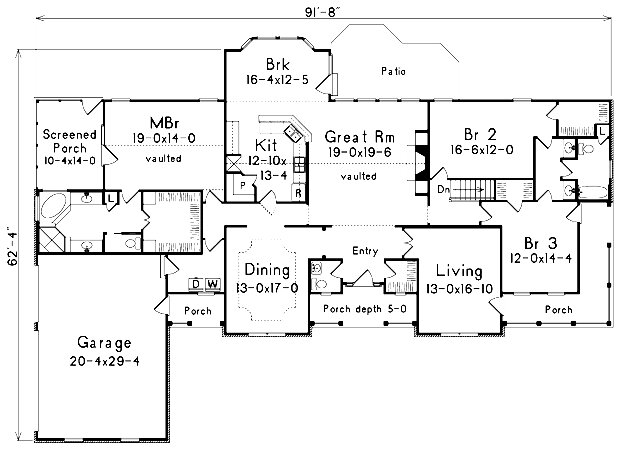 91'-8"
Brk
16-4x12-5
Patio
Screened
Porch
10-4x14-0
MBr
19-0x14-0
vaulted
Kit
12-10x
13-4
P
R
Great Rm
19-0x19-6
vaulted
Br 2
16-6x12-0
L
Dn
L
62'-4"
Br 3
12-0x14-4
Entry
Dining
13-0x17-0
Living
13-0x16-10
D W
Porch
Porch depth 5-0
Porch
Garage
20-4x29-4